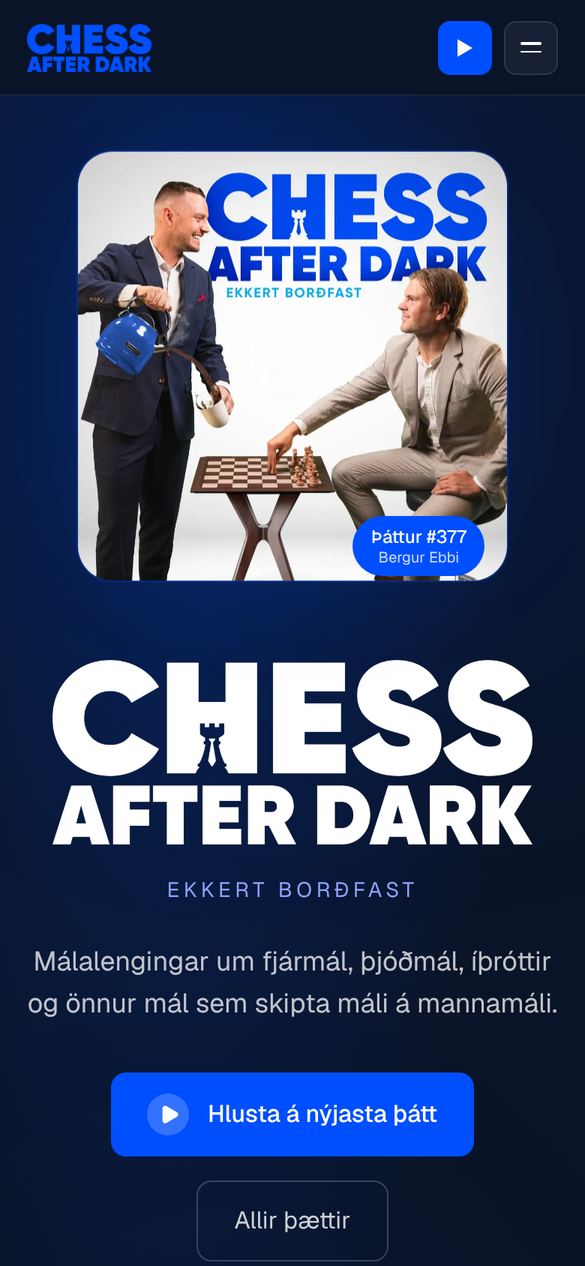 CHESS
AFTER DARK
CHESS
AFTER DARK
EKKERT BORÐFAST
Þáttur #377
Bergur Ebbi
CHESS
AFTER DARK
EKKERT BORÐFAST
Málalengingar um fjármál, þjóðmál, íþróttir
og önnur mál sem skipta máli á mannamáli.
Hlusta á nýjasta þátt
Allir þættir